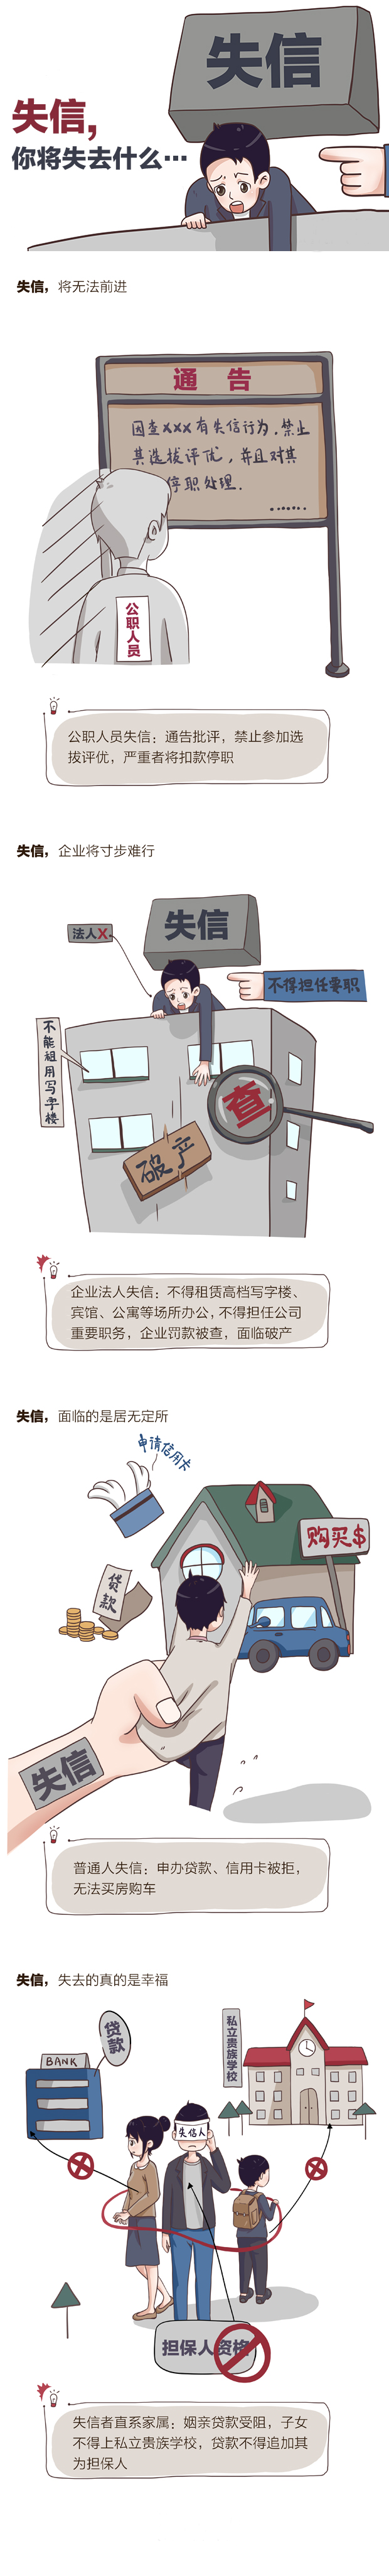 失信
失信，
你将失去什么…
失信，将无法前进
通 告
因查xxx有失信行为，禁止
其选拔评优，并且对其
停职处理.
......
公职人员
公职人员失信：通告批评，禁止参加选
拔评优，严重者将扣款停职
失信，企业将寸步难行
失信
法人X
不得担任要职
不能租用写字楼
查
破产
企业法人失信：不得租赁高档写字楼、
宾馆、公寓等场所办公，不得担任公司
重要职务，企业罚款被查，面临破产
失信，面临的是居无定所
申请信用卡
购买$
贷款
失信
普通人失信：申办贷款、信用卡被拒，
无法买房购车
失信，失去的真的是幸福
贷款
私立贵族学校
BANK
失信人
担保人资格
失信者直系家属：姻亲贷款受阻，子女
不得上私立贵族学校，贷款不得追加其
为担保人